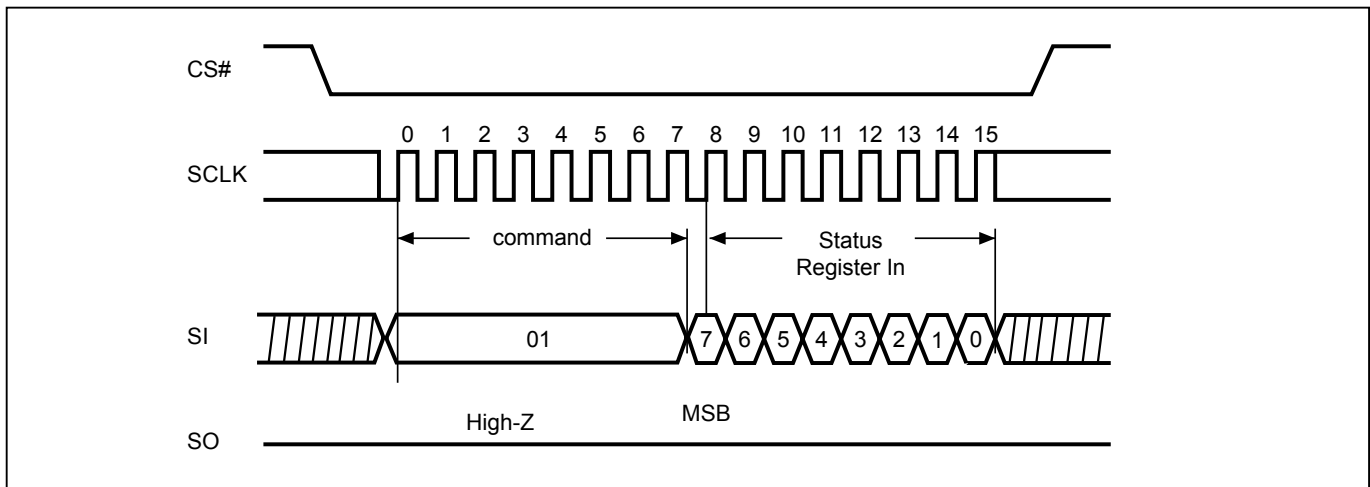 CS#
0 1 2 3 4 5 6 7 8 9 10 11 12 13 14 15
SCLK
command
Status
Register In
SI
01
7 6 5 4 3 2 1 0
High-Z
MSB
SO